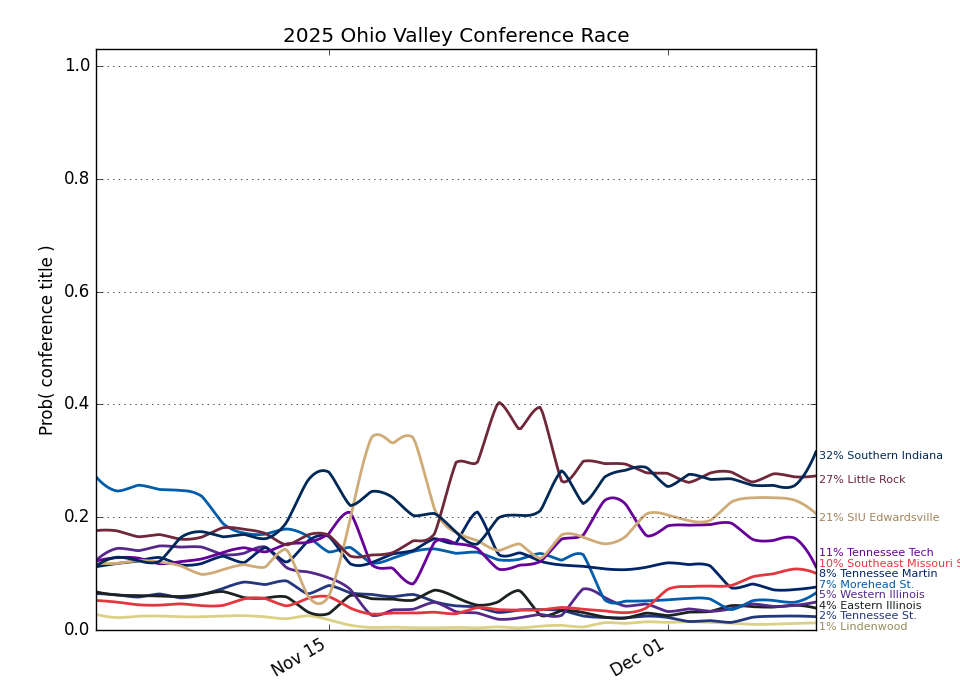 2025 Ohio Valley Conference Race
1.0
0.8
0.6
0.4
0.2
0.0
Prob( conference title )
Nov 15
Dec 01
32% Southern Indiana
27% Little Rock
21% SIU Edwardsville
11% Tennessee Tech
10% Southeast Missouri S
8% Tennessee Martin
7% Morehead St.
5% Western Illinois
4% Eastern Illinois
2% Tennessee St.
1% Lindenwood